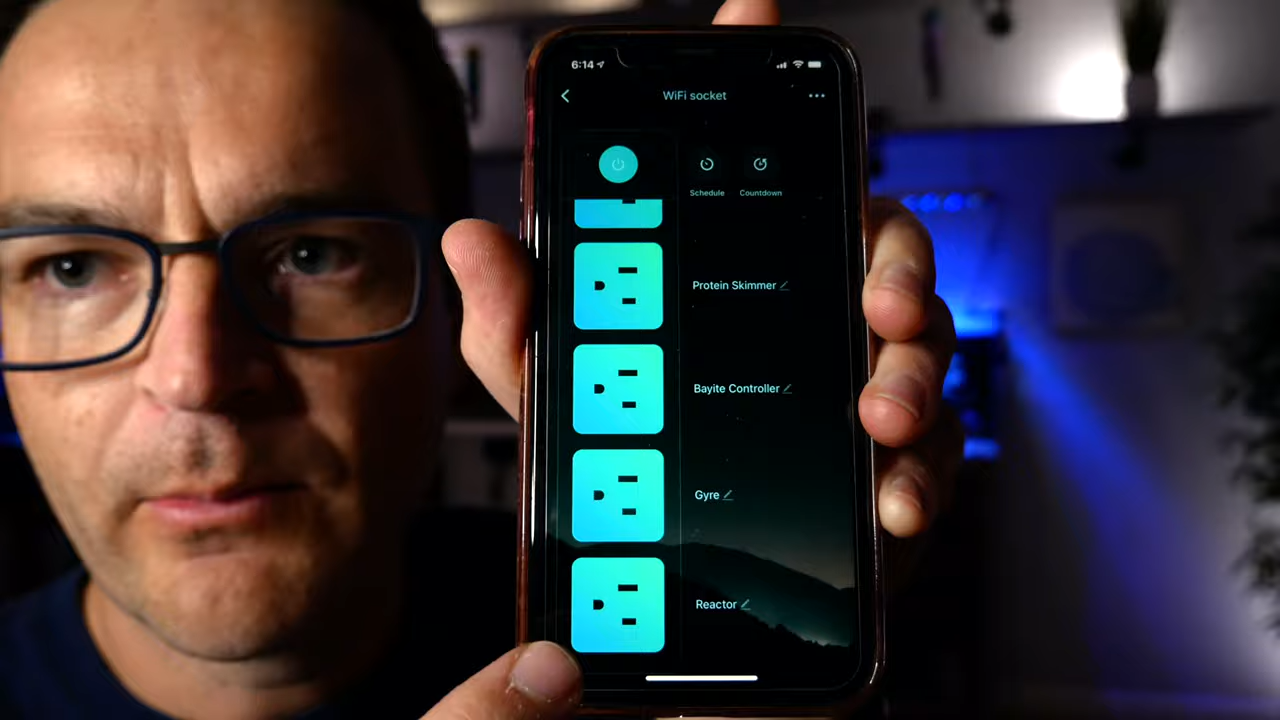 6:14
WiFi socket
Schedule
Countdown
Protein Skimmer
Bayite Controller
Gyre
Reactor